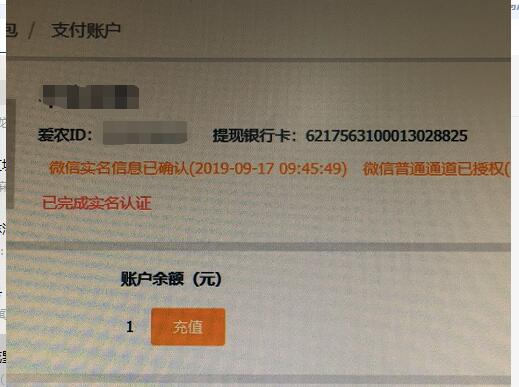 包 / 支付账户
爱农ID： 提现银行卡：6217563100013028825
微信实名信息已确认(2019-09-17 09:45:49) 微信普通通道已授权(
已完成实名认证
账户余额（元）
1 充值